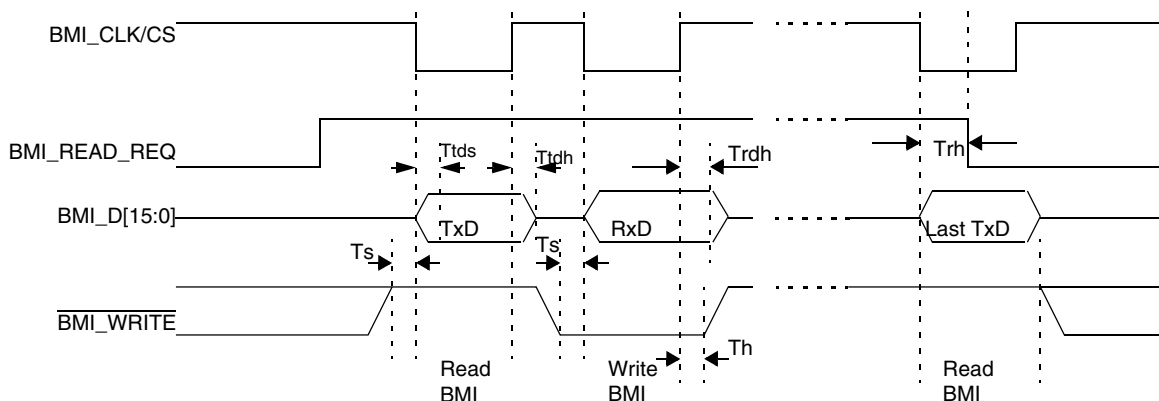 BMI_CLK/CS
BMI_READ_REQ
Ttds
Ttdh
Trdh
Trh
BMI_D[15:0]
TxD
RxD
Last TxD
Ts
Ts
BMI_WRITE
Th
Read
BMI
Write
BMI
Read
BMI